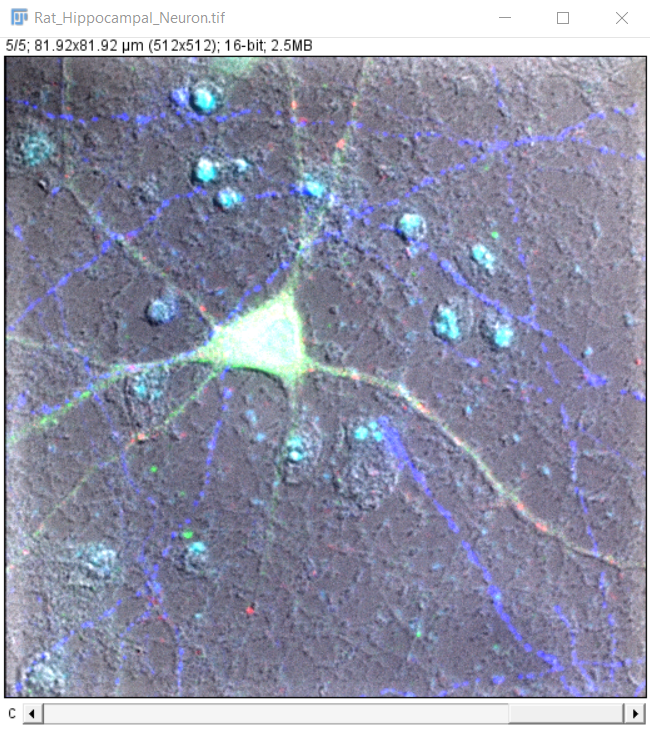 Rat_Hippocampal_Neuron.tif
5/5; 81.92x81.92 µm (512x512); 16-bit; 2.5MB
C